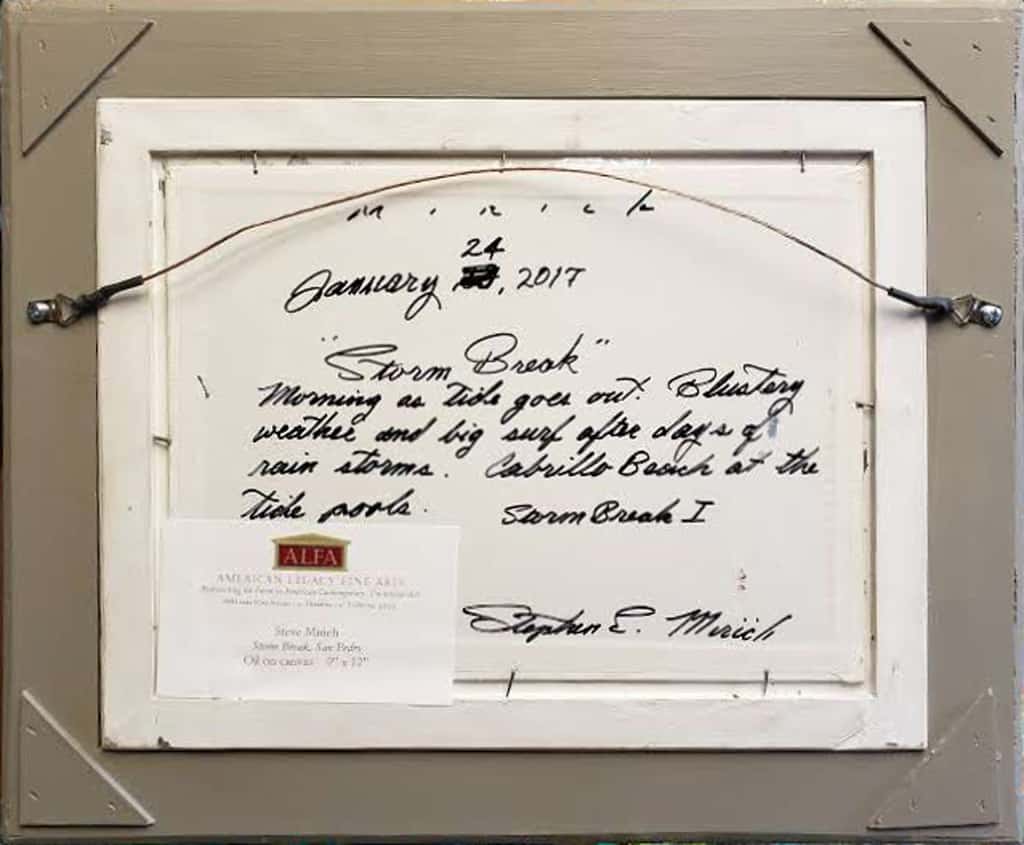 24
January , 2017
"Storm Break"
Morning as tide goes out. Blustery
weather and big surf after days of
rain storms. Cabrillo Beach at the
tide pools.
Storm Break I
ALFA
AMERICAN LEGACY FINE ARTS
Steve Mirich
Storm Break, San Pedro
Oil on canvas 9" x 12"
Stephen E. Mirich